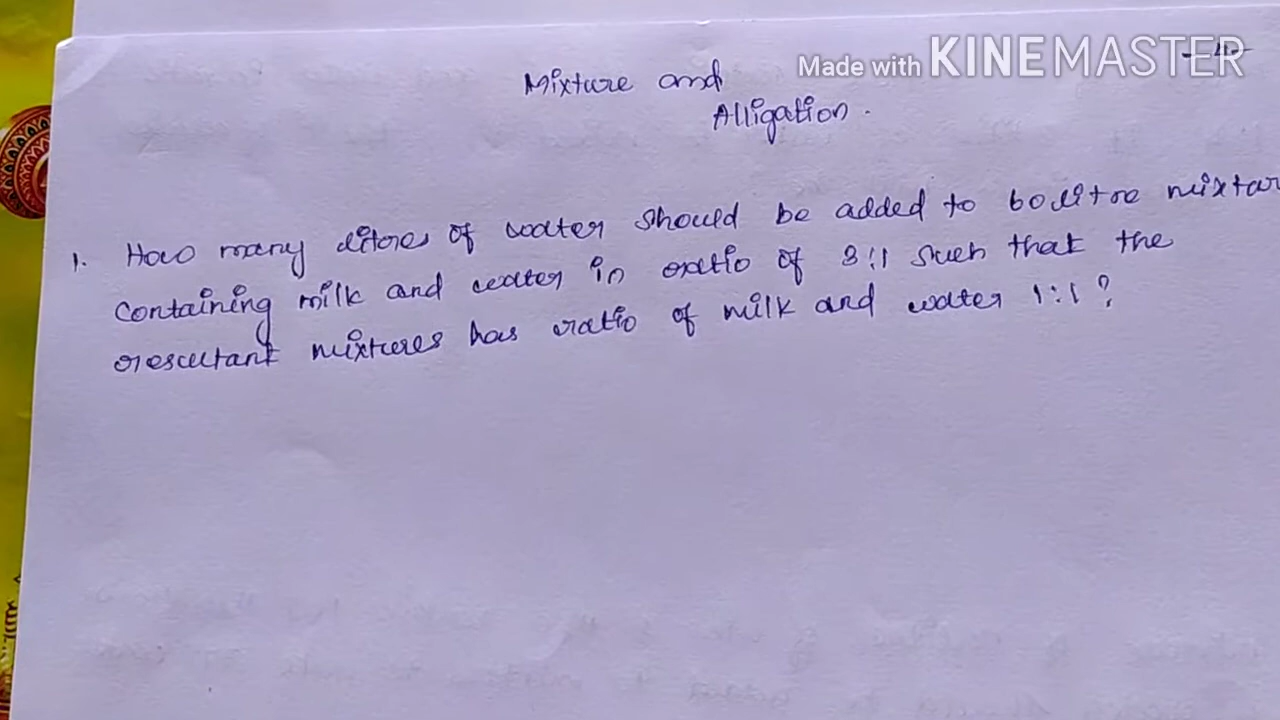 Made with KINEMASTER
Mixture and
Alligation.
1. How many litres of water should be added to 60 litre mixtur
containing milk and water in ratio of 3:1 such that the
resultant mixtures has ratio of milk and water 1:1?